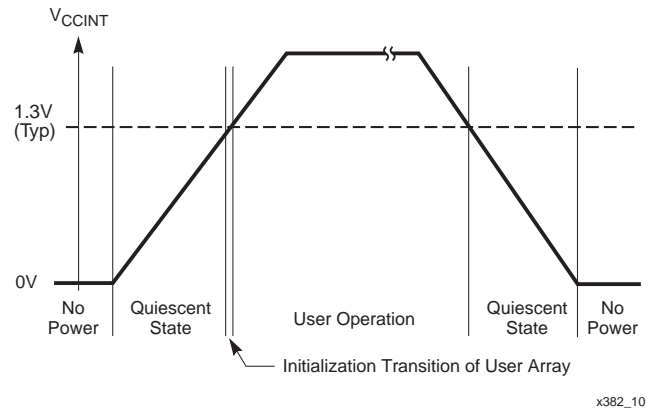 VCCINT
1.3V
(Typ)
0V
No
Power
Quiescent
State
User Operation
Quiescent
State
No
Power
Initialization Transition of User Array
x382_10